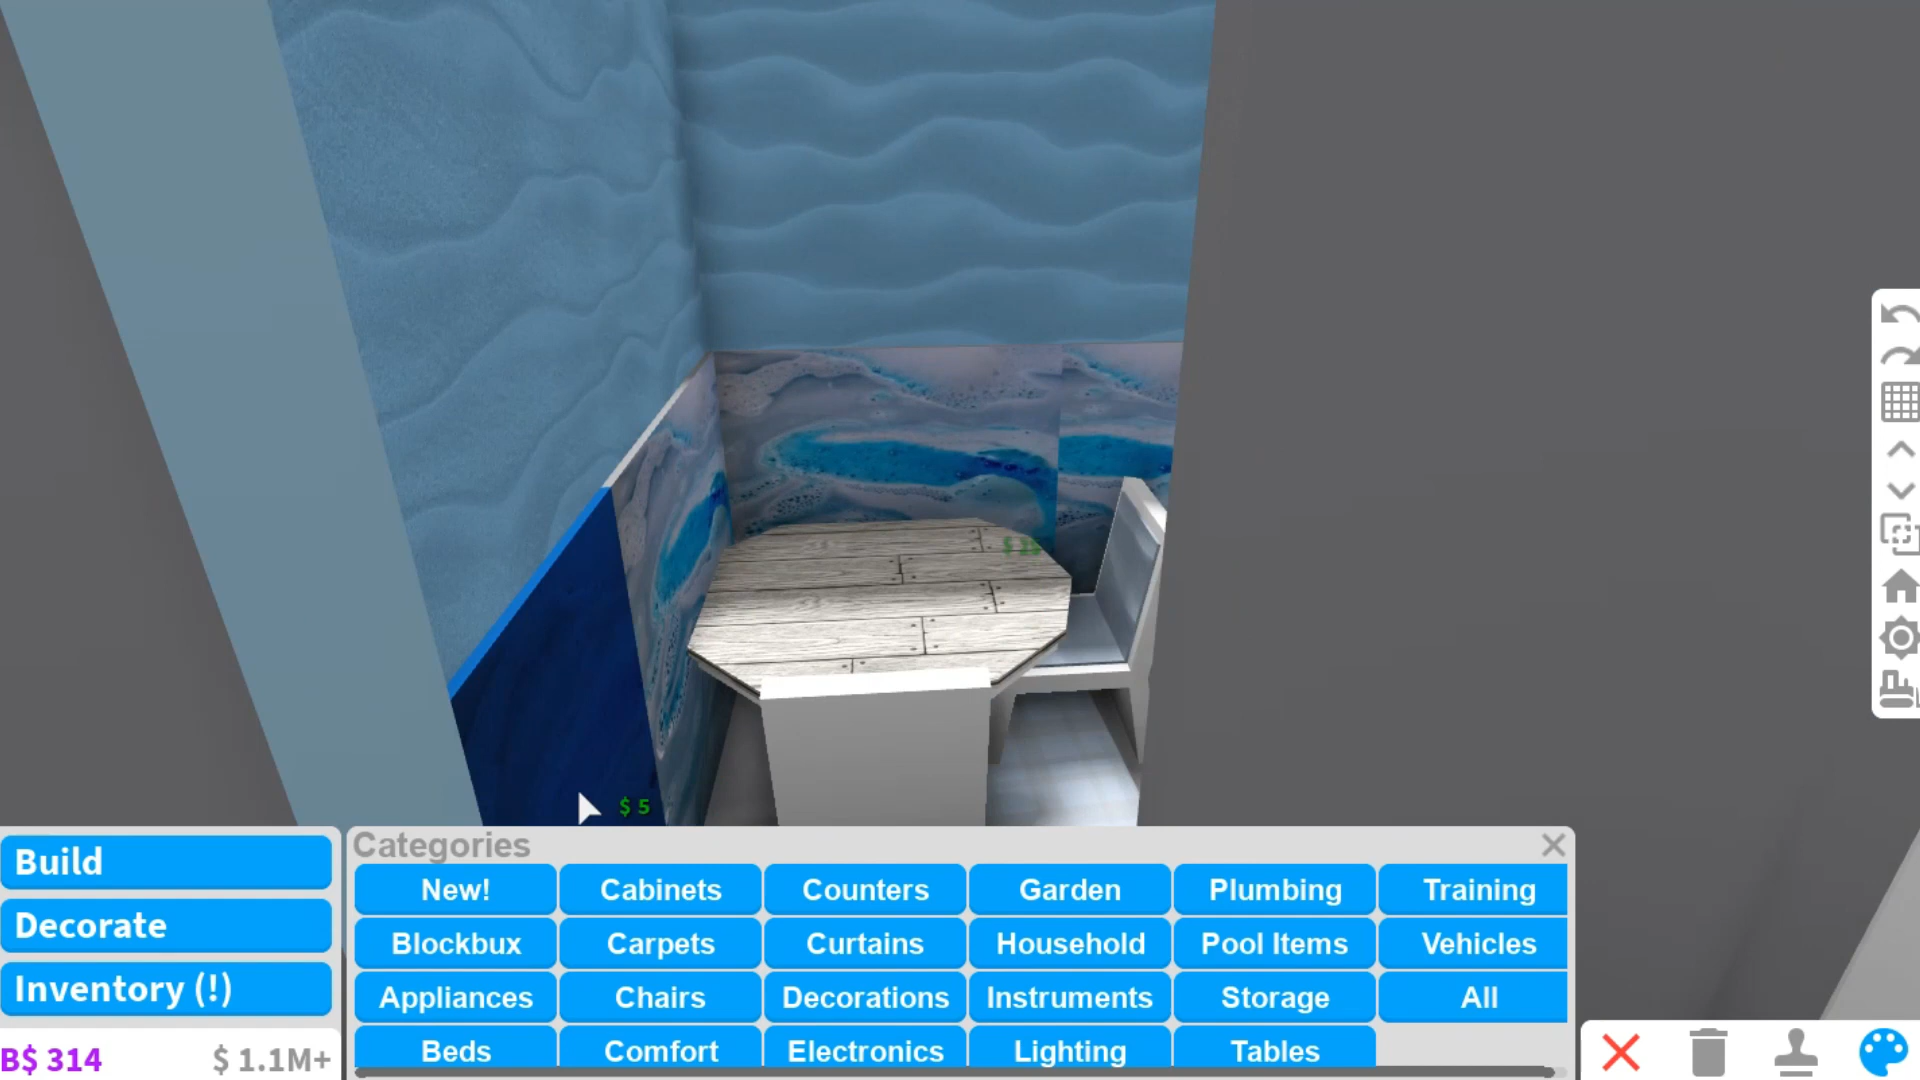 $ 5
Build
Decorate
Inventory (!)
B$ 314
$ 1.1M+
Categories
New! Cabinets Counters Garden Plumbing Training
Blockbux Carpets Curtains Household Pool Items Vehicles
Appliances Chairs Decorations Instruments Storage All
Beds Comfort Electronics Lighting Tables